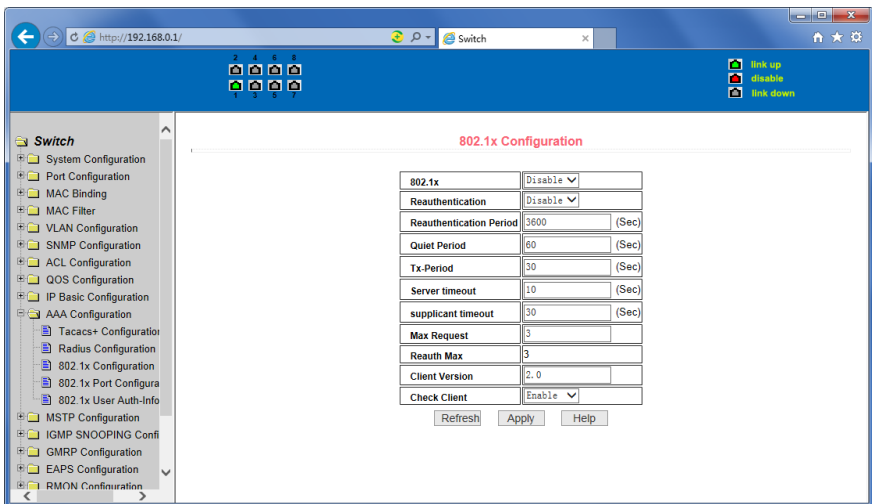 http://192.168.0.1/
Switch
2 4 6 8
1 3 5 7
link up
disable
link down
Switch
System Configuration
Port Configuration
MAC Binding
MAC Filter
VLAN Configuration
SNMP Configuration
ACL Configuration
QOS Configuration
IP Basic Configuration
AAA Configuration
Tacacs+ Configuration
Radius Configuration
802.1x Configuration
802.1x Port Configura
802.1x User Auth-Info
MSTP Configuration
IGMP SNOOPING Confi
GMRP Configuration
EAPS Configuration
RMON Configuration
802.1x Configuration
802.1x Disable
Reauthentication Disable
Reauthentication Period 3600 (Sec)
Quiet Period 60 (Sec)
Tx-Period 30 (Sec)
Server timeout 10 (Sec)
supplicant timeout 30 (Sec)
Max Request 3
Reauth Max 3
Client Version 2.0
Check Client Enable
Refresh Apply Help